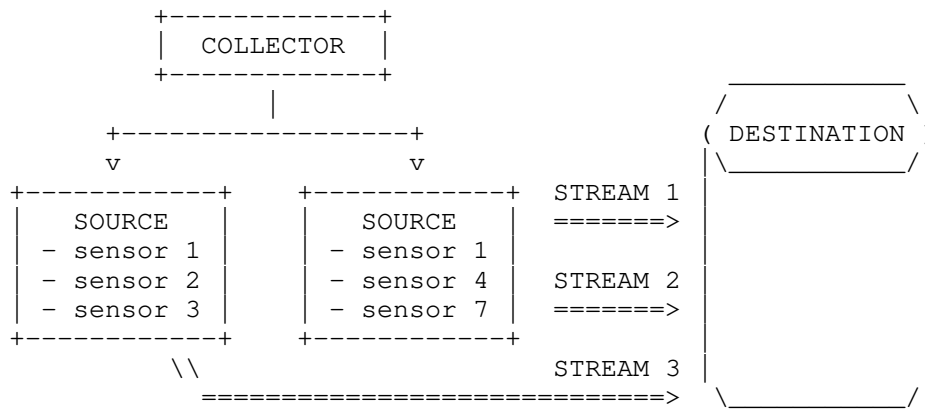 COLLECTOR
( DESTINATION )
STREAM 1
SOURCE SOURCE
- sensor 1 - sensor 1
- sensor 2 - sensor 4 STREAM 2
- sensor 3 - sensor 7
STREAM 3